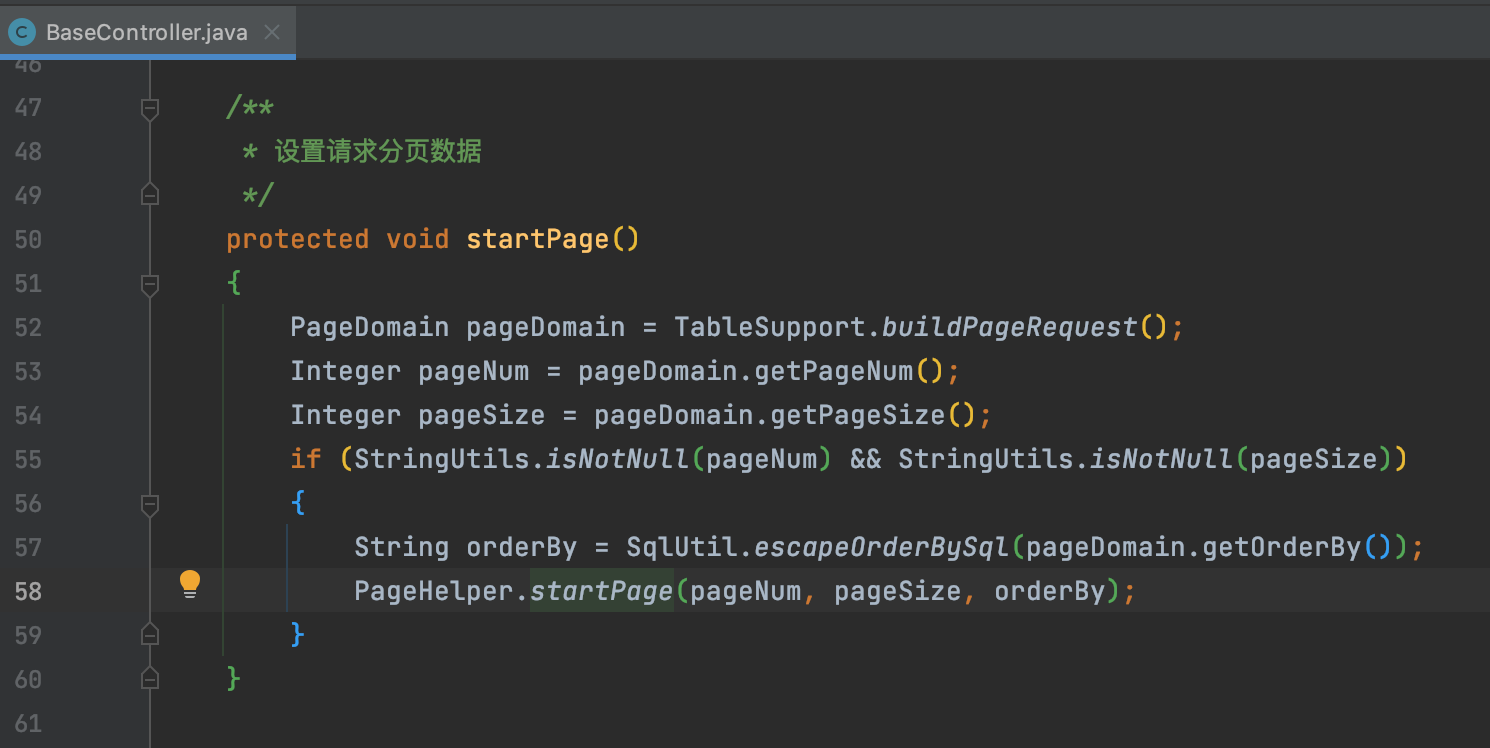 BaseController.java
46
47 /**
48 * 设置请求分页数据
49 */
50 protected void startPage()
51 {
52 PageDomain pageDomain = TableSupport.buildPageRequest();
53 Integer pageNum = pageDomain.getPageNum();
54 Integer pageSize = pageDomain.getPageSize();
55 if (StringUtils.isNotNull(pageNum) && StringUtils.isNotNull(pageSize))
56 {
57 String orderBy = SqlUtil.escapeOrderBySql(pageDomain.getOrderBy());
58 PageHelper.startPage(pageNum, pageSize, orderBy);
59 }
60 }
61